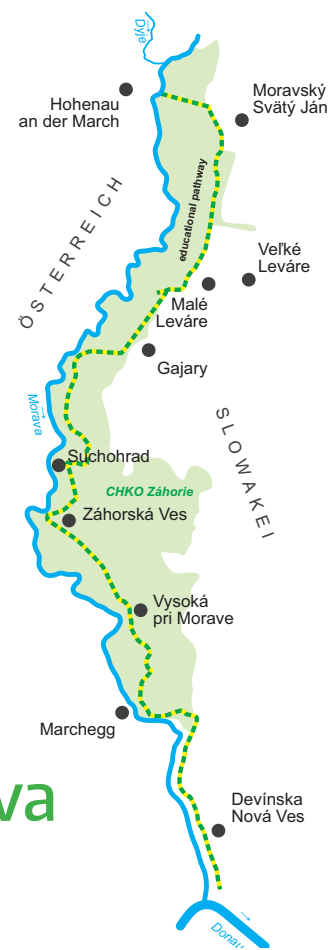 Dyje
Hohenau
an der March
Moravský
Svätý Ján
educational pathway
ÖSTERREICH
Veľké
Leváre
Malé
Leváre
Gajary
Morava
SLOWAKEI
Suchohrad
CHKO Záhorie
Záhorská Ves
Vysoká
pri Morave
Marchegg
va
Devínska
Nová Ves
Donau